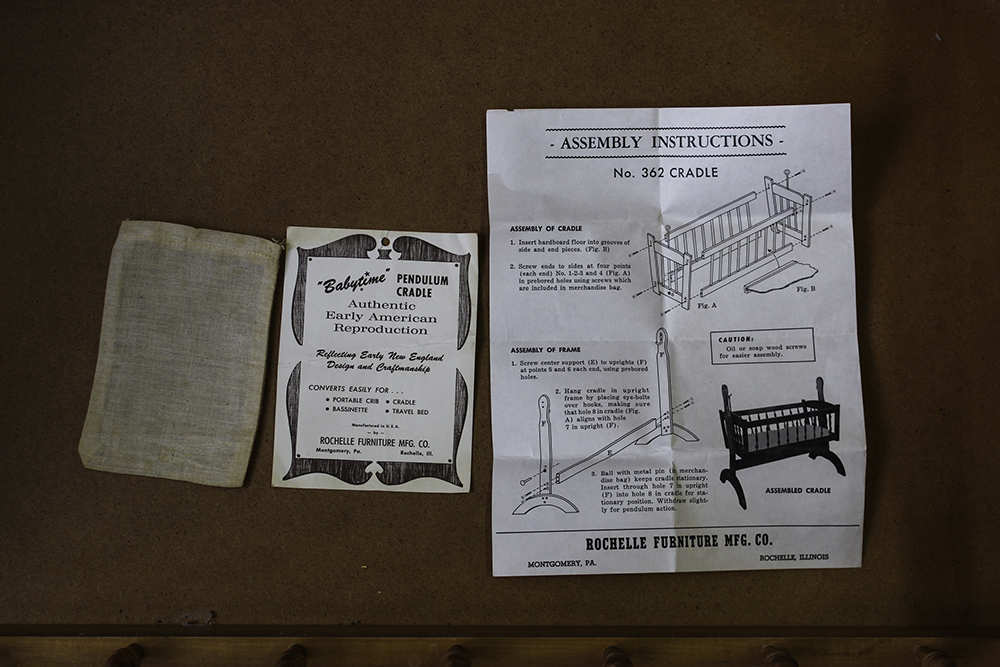 "Babytime" PENDULUM
CRADLE
Authentic
Early American
Reproduction
Reflecting Early New England
Design and Craftmanship
CONVERTS EASILY FOR . . .
• PORTABLE CRIB • CRADLE
• BASSINETTE • TRAVEL BED
Manufactured in U.S.A.
— by —
ROCHELLE FURNITURE MFG. CO.
Montgomery, Pa. Rochelle, Ill.
- ASSEMBLY INSTRUCTIONS -
No. 362 CRADLE
ASSEMBLY OF CRADLE
1. Insert hardboard floor into grooves of
side and end pieces. (Fig. B)
2. Screw ends to sides at four points
(each end) No. 1-2-3 and 4 (Fig. A)
in prebored holes using screws which
are included in merchandise bag.
Fig. A
Fig. B
CAUTION:
Oil or soap wood screws
for easier assembly.
ASSEMBLY OF FRAME
1. Screw center support (E) to uprights (F)
at points 5 and 6 each end, using prebored
holes.
2. Hang cradle in upright
frame by placing eye-bolts
over hooks, making sure
that hole 8 in cradle (Fig.
A) aligns with hole
7 in upright (F).
F
F
E
3. Ball with metal pin (in merchan-
dise bag) keeps cradle stationary.
Insert through hole 7 in upright
(F) into hole 8 in cradle for sta-
tionary position. Withdraw slight-
ly for pendulum action.
ASSEMBLED CRADLE
ROCHELLE FURNITURE MFG. CO.
MONTGOMERY, PA. ROCHELLE, ILLINOIS